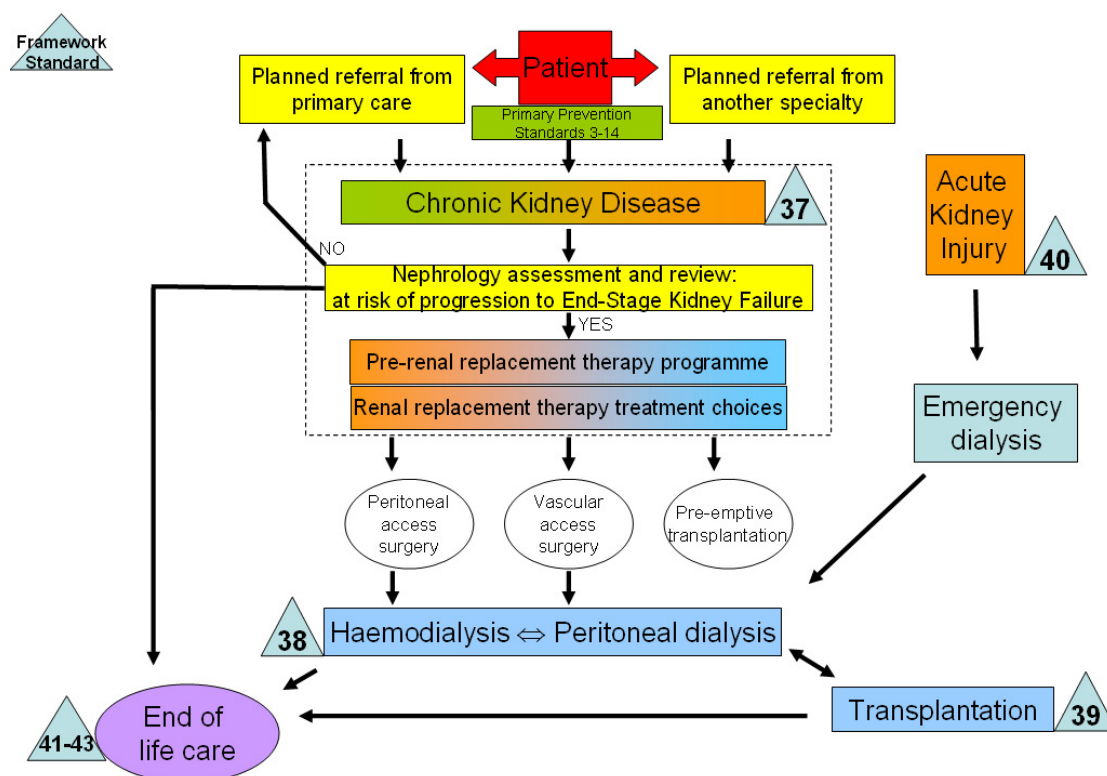 Framework
Standard
Patient
Planned referral from
primary care
Planned referral from
another specialty
Primary Prevention
Standards 3-14
Chronic Kidney Disease
37
Acute
Kidney
Injury
40
NO
Nephrology assessment and review:
at risk of progression to End-Stage Kidney Failure
YES
Pre-renal replacement therapy programme
Renal replacement therapy treatment choices
Emergency
dialysis
Peritoneal
access
surgery
Vascular
access
surgery
Pre-emptive
transplantation
38
Haemodialysis ⇔ Peritoneal dialysis
Transplantation
39
41-43
End of
life care